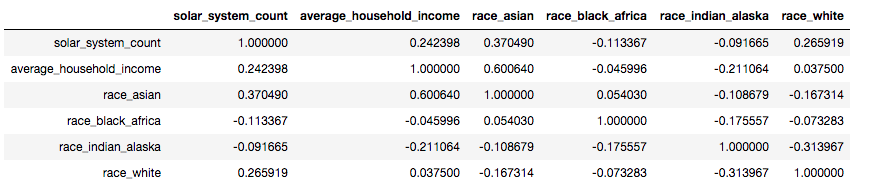 solar_system_count average_household_income race_asian race_black_africa race_indian_alaska race_white
solar_system_count 1.000000 0.242398 0.370490 -0.113367 -0.091665 0.265919
average_household_income 0.242398 1.000000 0.600640 -0.045996 -0.211064 0.037500
race_asian 0.370490 0.600640 1.000000 0.054030 -0.108679 -0.167314
race_black_africa -0.113367 -0.045996 0.054030 1.000000 -0.175557 -0.073283
race_indian_alaska -0.091665 -0.211064 -0.108679 -0.175557 1.000000 -0.313967
race_white 0.265919 0.037500 -0.167314 -0.073283 -0.313967 1.000000